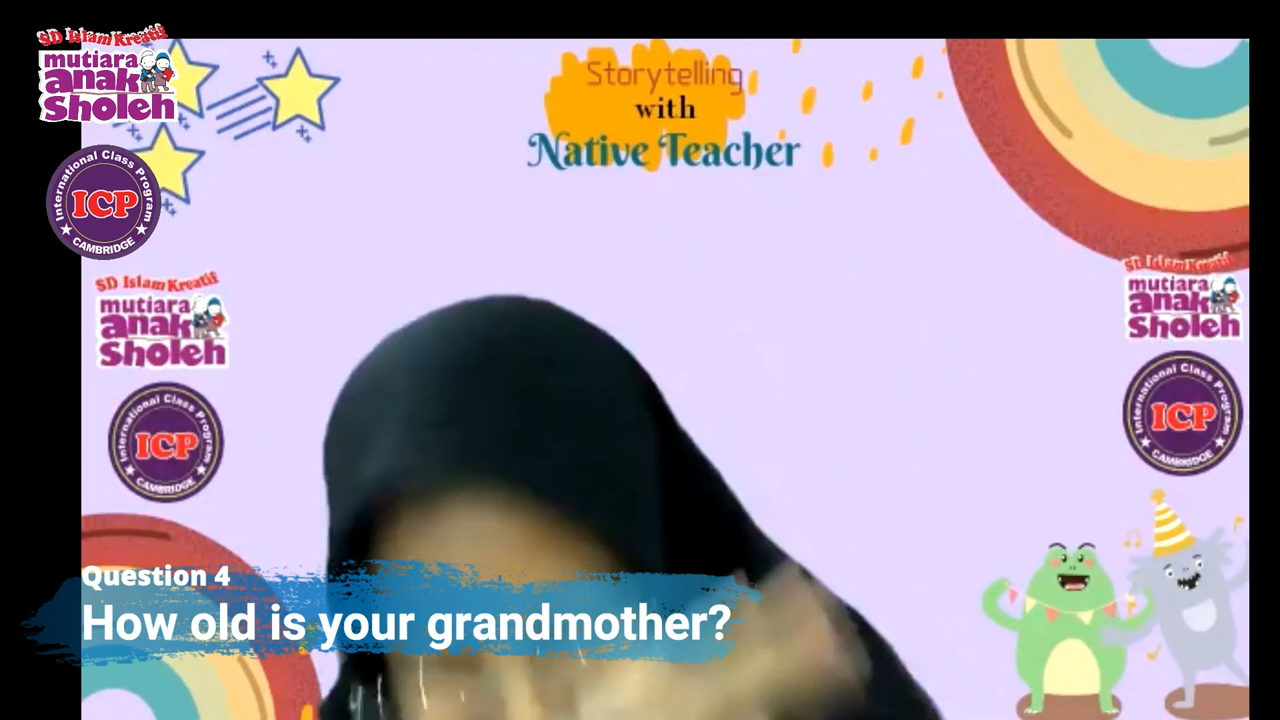 SD Islam Kreatif
mutiara
anak
Sholeh
International Class Program
ICP
CAMBRIDGE
Storytelling
with
Native Teacher
SD Islam Kreatif
mutiara
anak
Sholeh
International Class Program
ICP
CAMBRIDGE
SD Islam Kreatif
mutiara
anak
Sholeh
International Class Program
ICP
CAMBRIDGE
Question 4
How old is your grandmother?